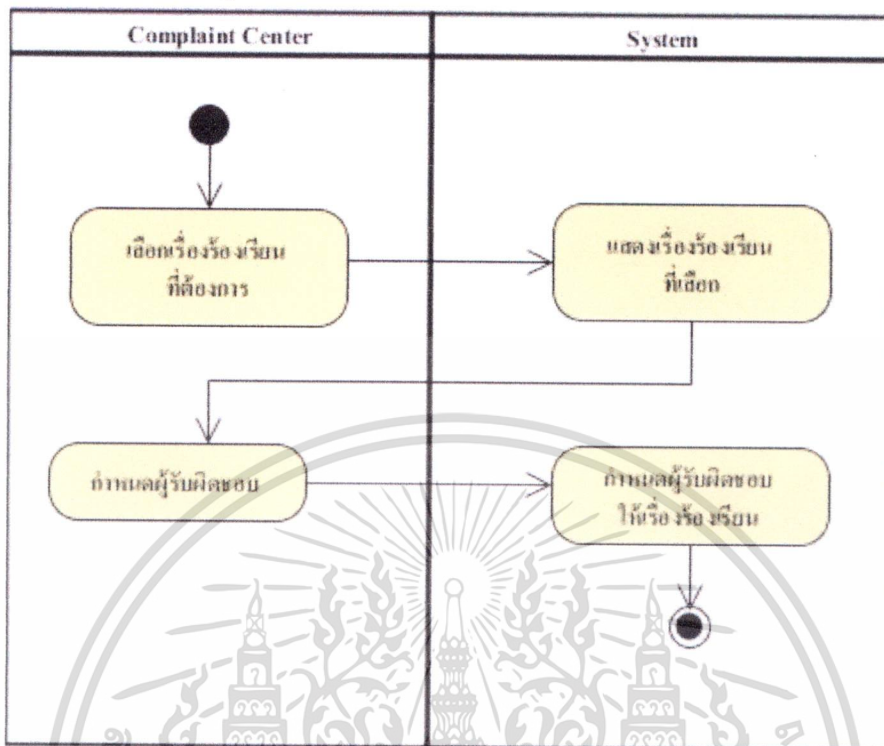 Complaint Center
System
เลือกเรื่องร้องเรียน
ที่ต้องการ
แสดงเรื่องร้องเรียน
ที่เลือก
กำหนดผู้รับผิดชอบ
กำหนดผู้รับผิดชอบ
ให้เรื่องร้องเรียน